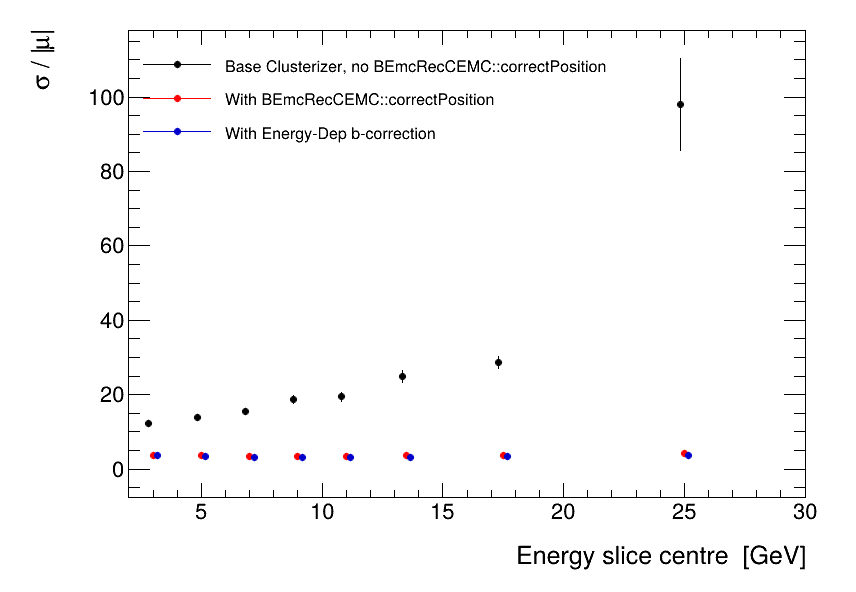 σ / |μ|
Base Clusterizer, no BEmcRecCEMC::correctPosition
With BEmcRecCEMC::correctPosition
With Energy-Dep b-correction
100
80
60
40
20
0
5 10 15 20 25 30
Energy slice centre [GeV]